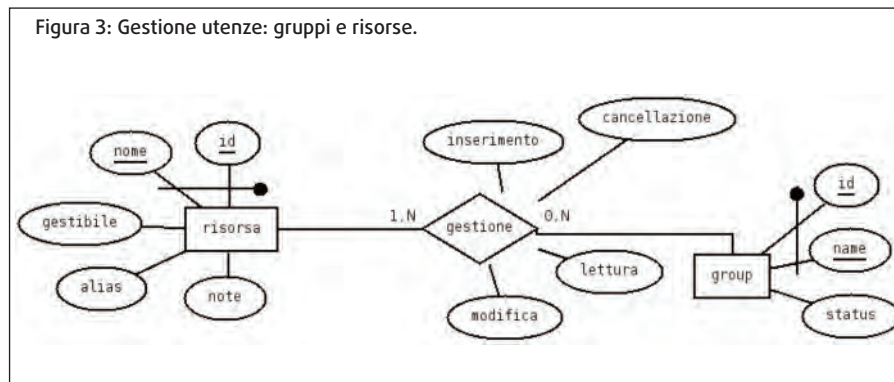 Figura 3: Gestione utenze: gruppi e risorse.
cancellazione
inserimento
id
nome
id
gestibile
1.N
0.N
risorsa
gestione
name
lettura
group
alias
note
modifica
status